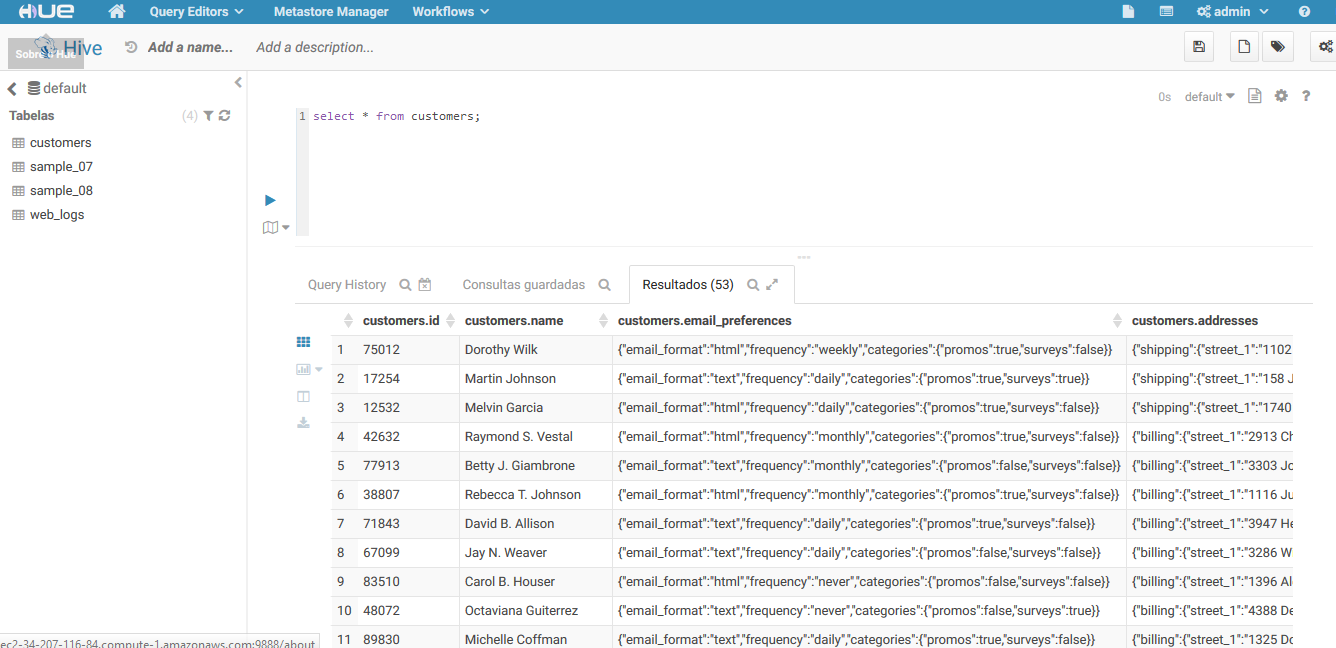 HUE Query Editors Metastore Manager Workflows admin
Sobre Hue Hive Add a name... Add a description...
default
Tabelas (4)
customers
sample_07
sample_08
web_logs
0s default ?
1 select * from customers;
Query History Consultas guardadas Resultados (53)
customers.id customers.name customers.email_preferences customers.addresses
1 75012 Dorothy Wilk {"email_format":"html","frequency":"weekly","categories":{"promos":true,"surveys":false}} {"shipping":{"street_1":"1102
2 17254 Martin Johnson {"email_format":"text","frequency":"daily","categories":{"promos":true,"surveys":true}} {"shipping":{"street_1":"158 J
3 12532 Melvin Garcia {"email_format":"html","frequency":"daily","categories":{"promos":true,"surveys":false}} {"shipping":{"street_1":"1740
4 42632 Raymond S. Vestal {"email_format":"html","frequency":"monthly","categories":{"promos":true,"surveys":false}} {"billing":{"street_1":"2913 Ch
5 77913 Betty J. Giambrone {"email_format":"text","frequency":"monthly","categories":{"promos":false,"surveys":false}} {"billing":{"street_1":"3303 Jo
6 38807 Rebecca T. Johnson {"email_format":"html","frequency":"monthly","categories":{"promos":true,"surveys":false}} {"billing":{"street_1":"1116 Ju
7 71843 David B. Allison {"email_format":"text","frequency":"daily","categories":{"promos":true,"surveys":false}} {"billing":{"street_1":"3947 He
8 67099 Jay N. Weaver {"email_format":"text","frequency":"daily","categories":{"promos":false,"surveys":false}} {"billing":{"street_1":"3286 W
9 83510 Carol B. Houser {"email_format":"html","frequency":"never","categories":{"promos":false,"surveys":false}} {"billing":{"street_1":"1396 Al
10 48072 Octaviana Guiterrez {"email_format":"text","frequency":"never","categories":{"promos":false,"surveys":true}} {"billing":{"street_1":"4388 De
11 89830 Michelle Coffman {"email_format":"text","frequency":"daily","categories":{"promos":true,"surveys":false}} {"billing":{"street_1":"1325 Do
ec2-34-207-116-84.compute-1.amazonaws.com:9888/about